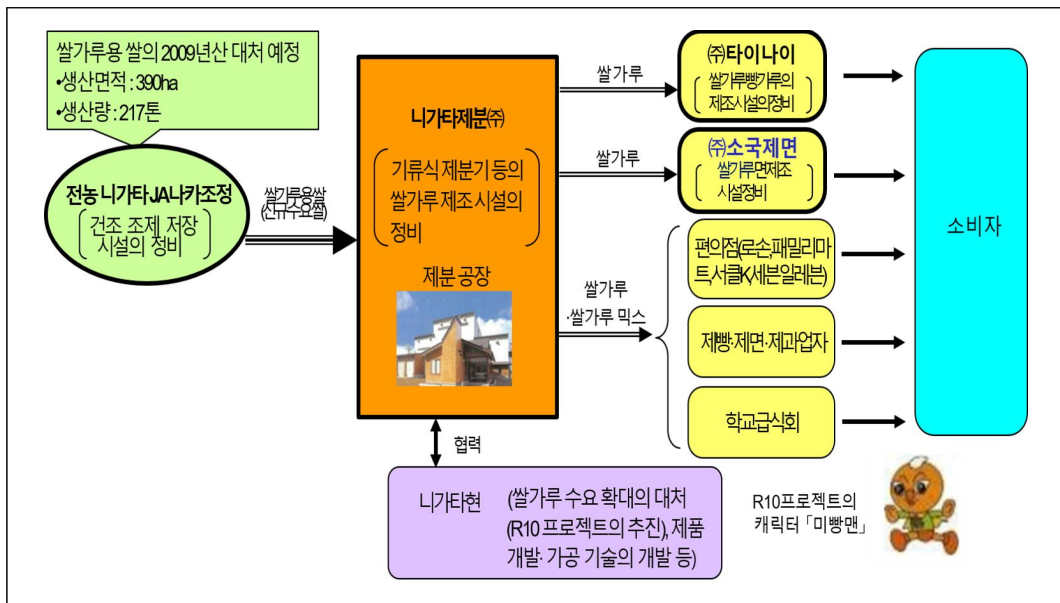 쌀가루용 쌀의 2009년산 대처 예정
•생산면적 : 390ha
•생산량 : 217톤
전농 니가타 JA나카조정
건조 조제 저장
시설의 정비
쌀가루용쌀
(신규수요쌀)
니가타제분㈜
기류식 제분기 등의
쌀가루 제조 시설의
정비
제분 공장
쌀가루
㈜타이나이
쌀가루빵가루의
제조시설의정비
쌀가루
㈜소국제면
쌀가루면제조
시설정비
쌀가루
·쌀가루 믹스
편의점(로손,패밀리마
트,서클K,세븐일레븐)
제빵·제면·제과업자
학교급식회
소비자
협력
니가타현
(쌀가루 수요 확대의 대처
(R10 프로젝트의 추진), 제품
개발· 가공 기술의 개발 등)
R10프로젝트의
캐릭터 「미빵맨」